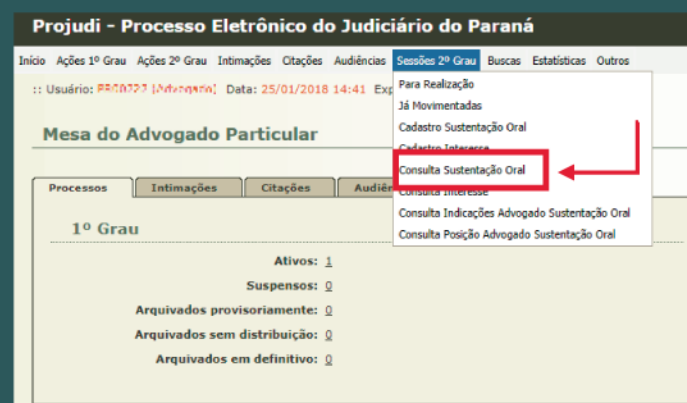 Projudi - Processo Eletrônico do Judiciário do Paraná
Início Ações 1º Grau Ações 2º Grau Intimações Citações Audiências Sessões 2º Grau Buscas Estatísticas Outros
:: Usuário: Data: 25/01/2018 14:41 Exp
Para Realização
Já Movimentadas
Cadastro Sustentação Oral
Cadastro Interesse
Consulta Sustentação Oral
Consulta Interesse
Consulta Indicações Advogado Sustentação Oral
Consulta Posição Advogado Sustentação Oral
Mesa do Advogado Particular
Processos Intimações Citações Audiên
1º Grau
Ativos: 1
Suspensos: 0
Arquivados provisoriamente: 0
Arquivados sem distribuição: 0
Arquivados em definitivo: 0